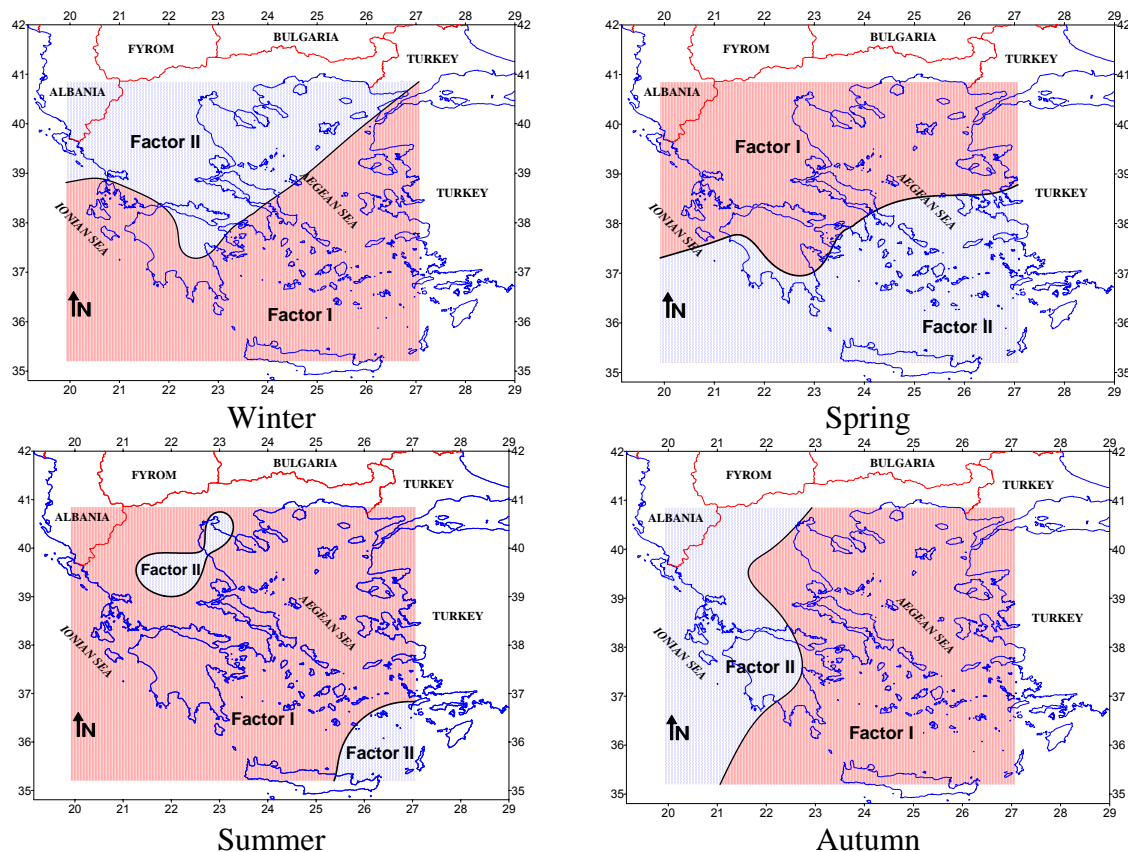 20 21 22 23 24 25 26 27 28 29
42 42
41 41
40 40
39 39
38 38
37 37
36 36
35 35
20 21 22 23 24 25 26 27 28 29
FYROM
BULGARIA
TURKEY
ALBANIA
Factor II
TURKEY
AEGEAN SEA
IONIAN SEA
N
Factor I
Winter
20 21 22 23 24 25 26 27 28 29
42 42
41 41
40 40
39 39
38 38
37 37
36 36
35 35
20 21 22 23 24 25 26 27 28 29
FYROM
BULGARIA
TURKEY
ALBANIA
Factor I
TURKEY
AEGEAN SEA
IONIAN SEA
N
Factor II
Spring
20 21 22 23 24 25 26 27 28 29
42 42
41 41
40 40
39 39
38 38
37 37
36 36
35 35
20 21 22 23 24 25 26 27 28 29
FYROM
BULGARIA
TURKEY
ALBANIA
Factor II
AEGEAN SEA
TURKEY
IONIAN SEA
N
Factor I
Factor II
Summer
20 21 22 23 24 25 26 27 28 29
42 42
41 41
40 40
39 39
38 38
37 37
36 36
35 35
20 21 22 23 24 25 26 27 28 29
FYROM
BULGARIA
TURKEY
ALBANIA
AEGEAN SEA
TURKEY
IONIAN SEA
Factor II
N
Factor I
Autumn